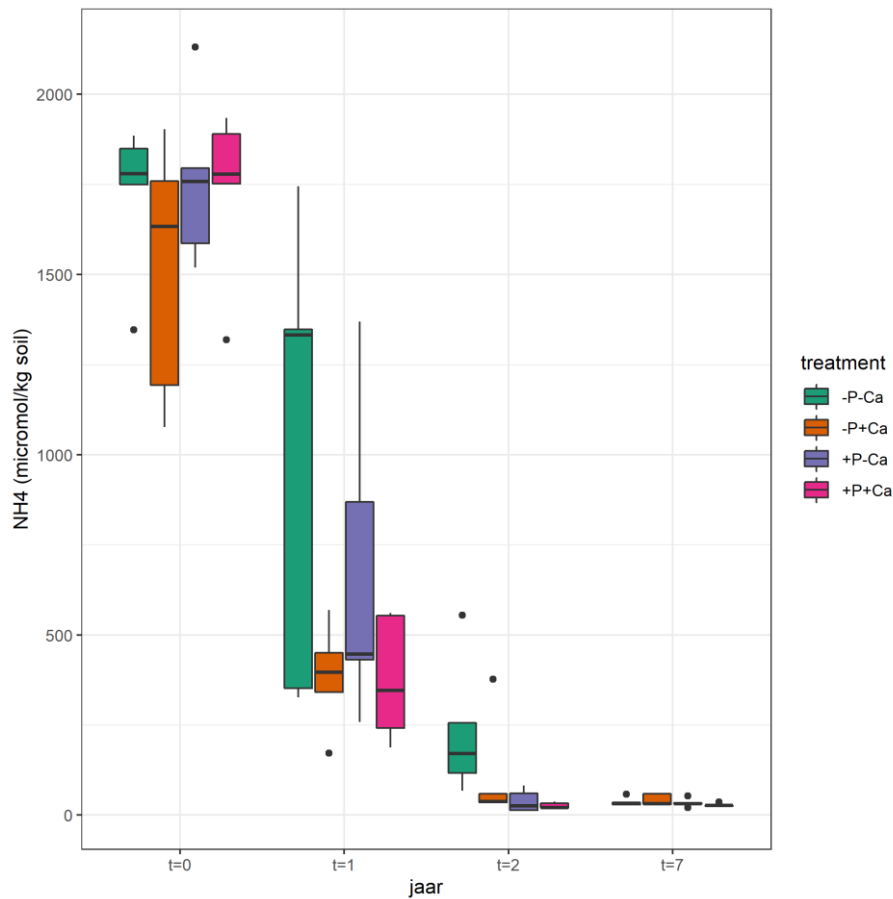 NH4 (micromol/kg soil)
2000
1500
1000
500
0
t=0
t=1
t=2
t=7
jaar
treatment
-P-Ca
-P+Ca
+P-Ca
+P+Ca